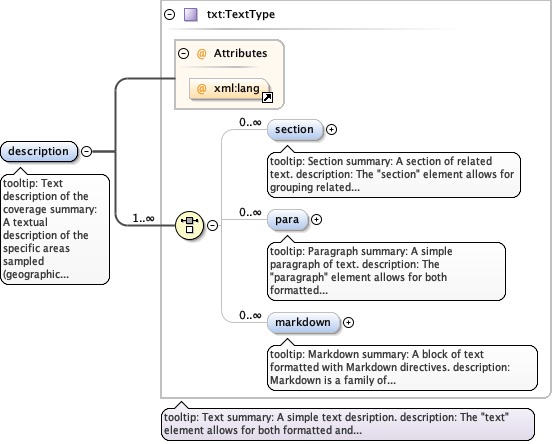 txt:TextType
@ Attributes
@ xml:lang
description
tooltip: Text
description of the
coverage summary:
A textual
description of the
specific areas
sampled
(geographic...
1..∞
0..∞
section
tooltip: Section summary: A section of related
text. description: The "section" element allows for
grouping related...
0..∞
para
tooltip: Paragraph summary: A simple
paragraph of text. description: The
"paragraph" element allows for both
formatted...
0..∞
markdown
tooltip: Markdown summary: A block of text
formatted with Markdown directives. description:
Markdown is a family of...
tooltip: Text summary: A simple text desription. description: The "text"
element allows for both formatted and...